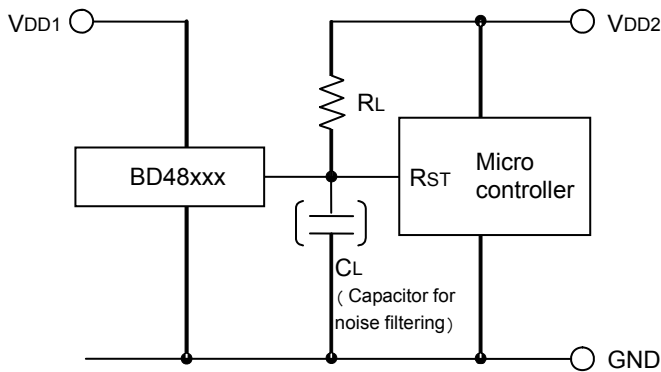 VDD1
VDD2
RL
BD48xxx
RST
Micro
controller
CL
( Capacitor for
noise filtering )
GND